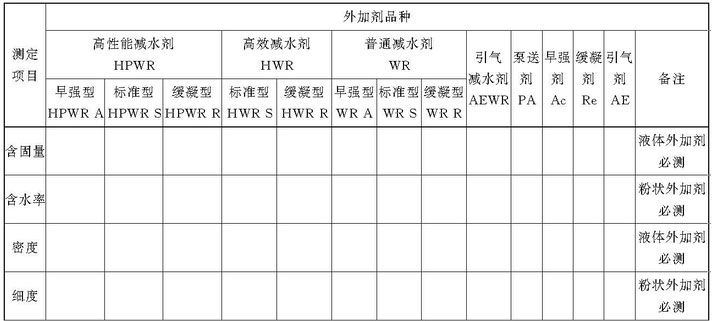 测定项目
外加剂品种
备注
高性能减水剂
HPWR
高效减水剂
HWR
普通减水剂
WR
引气
减水剂
AEWR
泵送
剂
PA
早强
剂
Ac
缓凝
剂
Re
引气
剂
AE
早强型
HPWR A
标准型
HPWR S
缓凝型
HPWR R
标准型
HWR S
缓凝型
HWR R
早强型
WR A
标准型
WR S
缓凝型
WR R
含固量
液体外加剂
必测
含水率
粉状外加剂
必测
密度
液体外加剂
必测
细度
粉状外加剂
必测